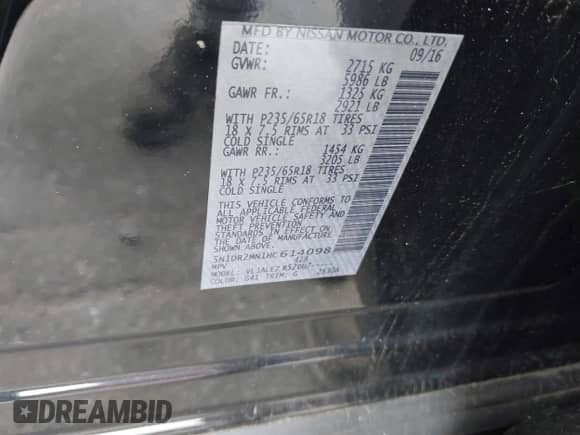 MFD BY NISSAN MOTOR CO., LTD.
DATE: 09/16
GVWR: 2715 KG
5986 LB
GAWR FR.: 1325 KG
2921 LB
WITH P235/65R18 TIRES
18 X 7.5 RIMS AT 33 PSI
COLD SINGLE
GAWR RR.: 1454 KG
3205 LB
WITH P235/65R18 TIRES
18 X 7.5 RIMS AT 33 PSI
COLD SINGLE
THIS VEHICLE CONFORMS TO
ALL APPLICABLE FEDERAL
MOTOR VEHICLE SAFETY AND
THEFT PREVENTION
STANDARDS IN EFFECT ON
THE DATE OF MANUFACTURE
SHOWN ABOVE.
5N1DR2MN1HC614098
MPV
MODEL:
COLOR: G41 TRIM: G
DREAMBID